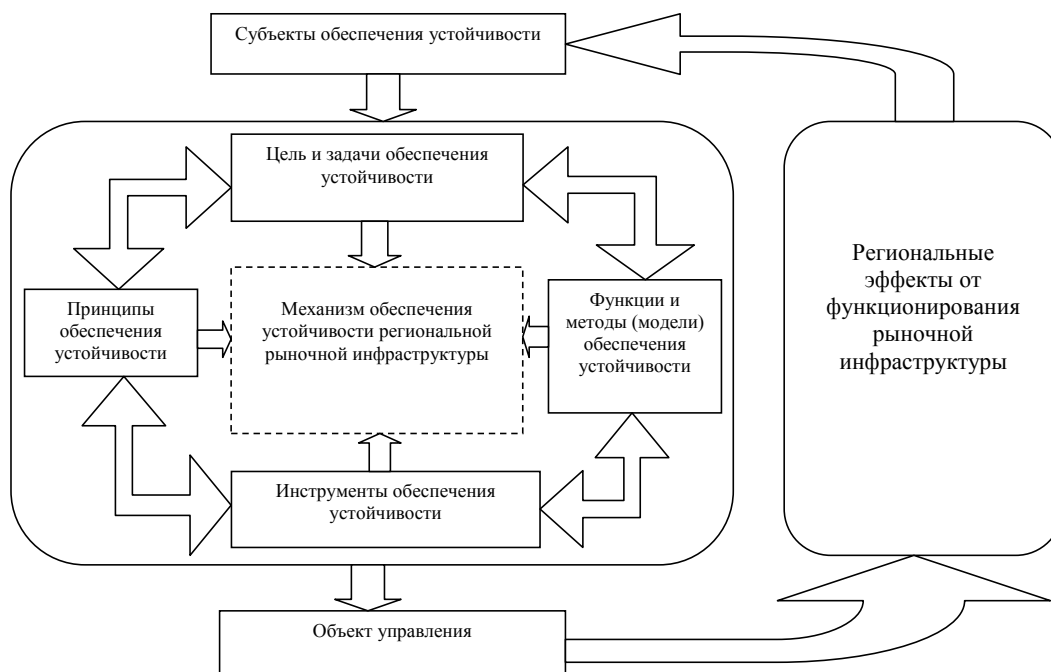 Субъекты обеспечения устойчивости
Цель и задачи обеспечения
устойчивости
Принципы
обеспечения
устойчивости
Механизм обеспечения
устойчивости региональной
рыночной инфраструктуры
Функции и
методы (модели)
обеспечения
устойчивости
Инструменты обеспечения
устойчивости
Объект управления
Региональные
эффекты от
функционирования
рыночной
инфраструктуры